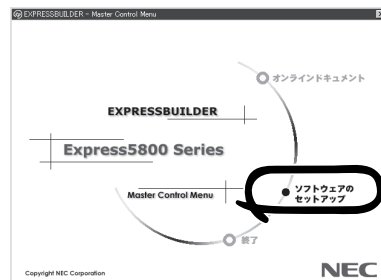 EXPRESSBUILDER - Master Control Menu
オンラインドキュメント
EXPRESSBUILDER
Express5800 Series
ソフトウェアの
セットアップ
Master Control Menu
終了
Copyright NEC Corporation
NEC